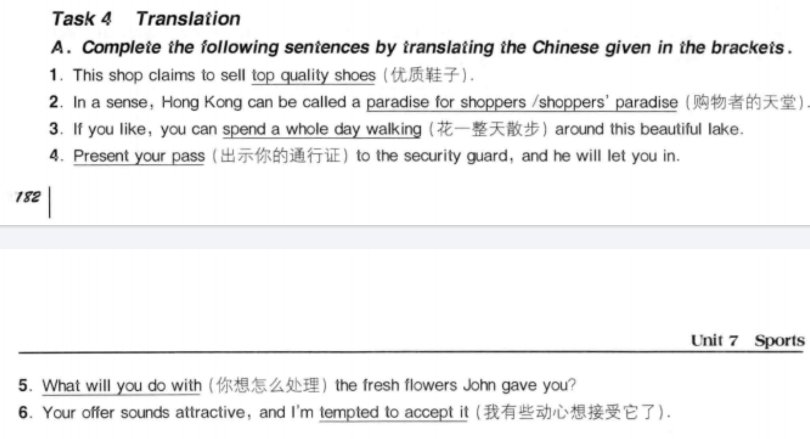 Task 4 Translation
A. Complete the following sentences by translating the Chinese given in the brackets.
1. This shop claims to sell top quality shoes (优质鞋子).
2. In a sense, Hong Kong can be called a paradise for shoppers /shoppers' paradise (购物者的天堂).
3. If you like, you can spend a whole day walking (花一整天散步) around this beautiful lake.
4. Present your pass (出示你的通行证) to the security guard, and he will let you in.
182
Unit 7 Sports
5. What will you do with (你想怎么处理) the fresh flowers John gave you?
6. Your offer sounds attractive, and I'm tempted to accept it (我有些动心想接受它了).